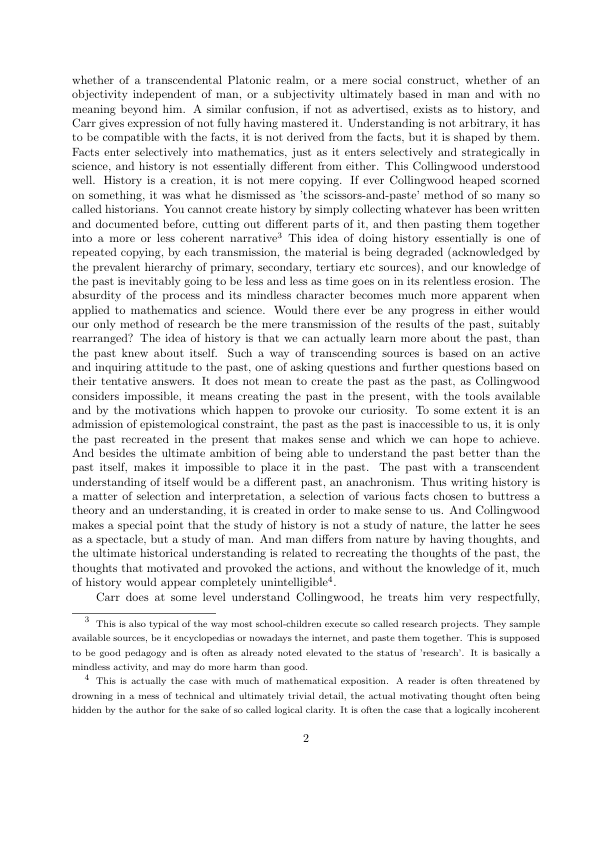 whether of a transcendental Platonic realm, or a mere social construct, whether of an
objectivity independent of man, or a subjectivity ultimately based in man and with no
meaning beyond him. A similar confusion, if not as advertised, exists as to history, and
Carr gives expression of not fully having mastered it. Understanding is not arbitrary, it has
to be compatible with the facts, it is not derived from the facts, but it is shaped by them.
Facts enter selectively into mathematics, just as it enters selectively and strategically in
science, and history is not essentially different from either. This Collingwood understood
well. History is a creation, it is not mere copying. If ever Collingwood heaped scorned
on something, it was what he dismissed as 'the scissors-and-paste' method of so many so
called historians. You cannot create history by simply collecting whatever has been written
and documented before, cutting out different parts of it, and then pasting them together
into a more or less coherent narrative3 This idea of doing history essentially is one of
repeated copying, by each transmission, the material is being degraded (acknowledged by
the prevalent hierarchy of primary, secondary, tertiary etc sources), and our knowledge of
the past is inevitably going to be less and less as time goes on in its relentless erosion. The
absurdity of the process and its mindless character becomes much more apparent when
applied to mathematics and science. Would there ever be any progress in either would
our only method of research be the mere transmission of the results of the past, suitably
rearranged? The idea of history is that we can actually learn more about the past, than
the past knew about itself. Such a way of transcending sources is based on an active
and inquiring attitude to the past, one of asking questions and further questions based on
their tentative answers. It does not mean to create the past as the past, as Collingwood
considers impossible, it means creating the past in the present, with the tools available
and by the motivations which happen to provoke our curiosity. To some extent it is an
admission of epistemological constraint, the past as the past is inaccessible to us, it is only
the past recreated in the present that makes sense and which we can hope to achieve.
And besides the ultimate ambition of being able to understand the past better than the
past itself, makes it impossible to place it in the past. The past with a transcendent
understanding of itself would be a different past, an anachronism. Thus writing history is
a matter of selection and interpretation, a selection of various facts chosen to buttress a
theory and an understanding, it is created in order to make sense to us. And Collingwood
makes a special point that the study of history is not a study of nature, the latter he sees
as a spectacle, but a study of man. And man differs from nature by having thoughts, and
the ultimate historical understanding is related to recreating the thoughts of the past, the
thoughts that motivated and provoked the actions, and without the knowledge of it, much
of history would appear completely unintelligible4.
Carr does at some level understand Collingwood, he treats him very respectfully,
3 This is also typical of the way most school-children execute so called research projects. They sample
available sources, be it encyclopedias or nowadays the internet, and paste them together. This is supposed
to be good pedagogy and is often as already noted elevated to the status of 'research'. It is basically a
mindless activity, and may do more harm than good.
4 This is actually the case with much of mathematical exposition. A reader is often threatened by
drowning in a mess of technical and ultimately trivial detail, the actual motivating thought often being
hidden by the author for the sake of so called logical clarity. It is often the case that a logically incoherent
2